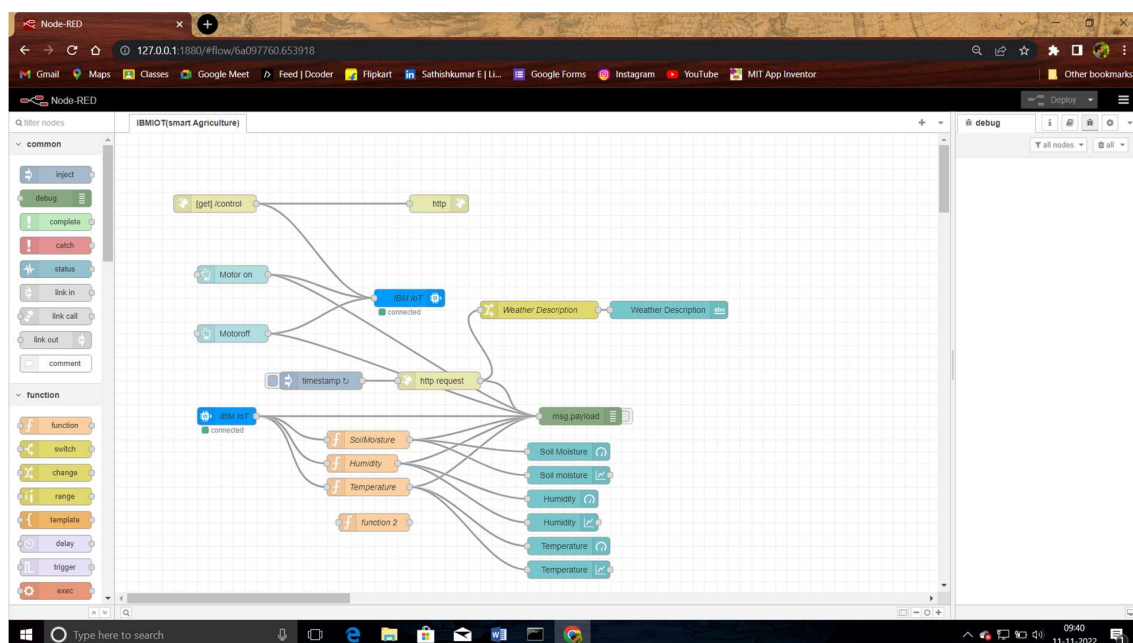 Node-RED
127.0.0.1:1880/#flow/6a097760.653918
Gmail Maps Classes Google Meet Feed | Dcoder Flipkart Sathishkumar E | Li... Google Forms Instagram YouTube MIT App Inventor Other bookmarks
Node-RED Deploy
filter nodes
IBMIOT(smart Agriculture)
debug
all nodes
all
common
inject
debug
complete
catch
status
link in
link call
link out
comment
function
function
switch
change
range
template
delay
trigger
exec
[get] /control
http
Motor on
IBM IoT
connected
Weather Description
Weather Description
abc
Motoroff
timestamp ↻
http request
IBM IoT
connected
msg.payload
SoilMoisture
Humidity
Temperature
function 2
Soil Moisture
Soil moisture
Humidity
Humidity
Temperature
Temperature
Type here to search
09:40
11-11-2022